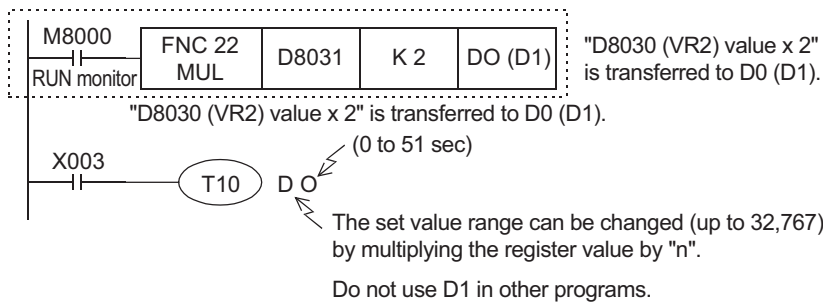 M8000
RUN monitor
FNC 22
MUL
D8031
K 2
DO (D1)
"D8030 (VR2) value x 2"
is transferred to D0 (D1).
"D8030 (VR2) value x 2" is transferred to D0 (D1).
(0 to 51 sec)
X003
T10
D O
The set value range can be changed (up to 32,767)
by multiplying the register value by "n".
Do not use D1 in other programs.